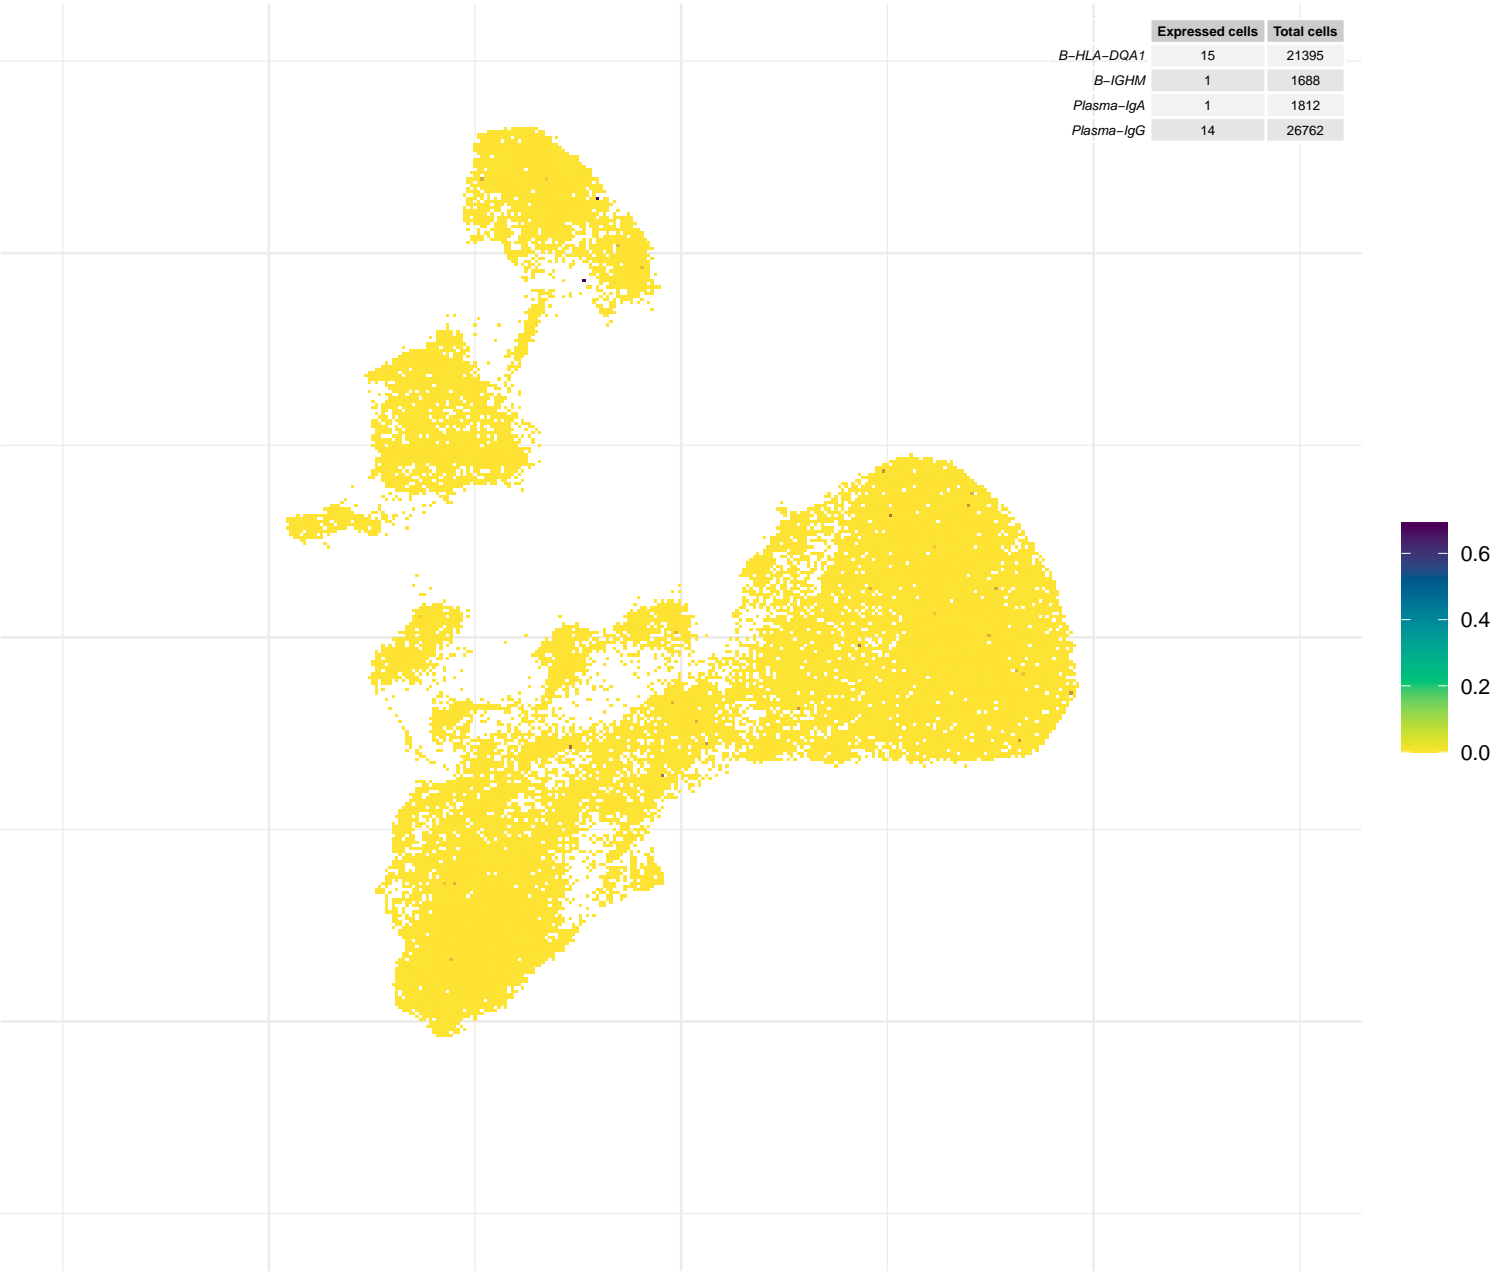 Expressed cells Total cells
B−HLA−DQA1 15 21395
B−IGHM 1 1688
Plasma−IgA 1 1812
Plasma−IgG 14 26762
0.6
0.4
0.2
0.0